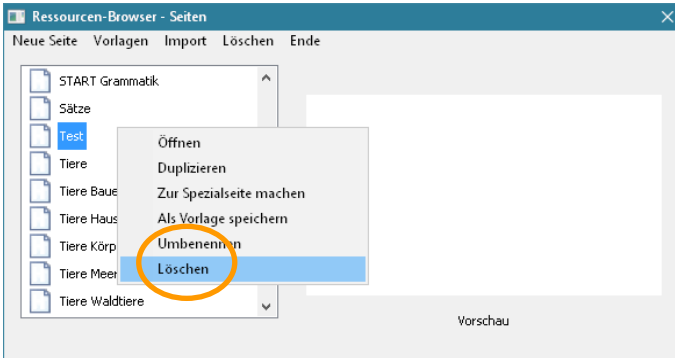 Ressourcen-Browser - Seiten
Neue Seite Vorlagen Import Löschen Ende
START Grammatik
Sätze
Test
Tiere
Tiere Baue
Tiere Haus
Tiere Körp
Tiere Meer
Tiere Waldtiere
Öffnen
Duplizieren
Zur Spezialseite machen
Als Vorlage speichern
Umbenennen
Löschen
Vorschau